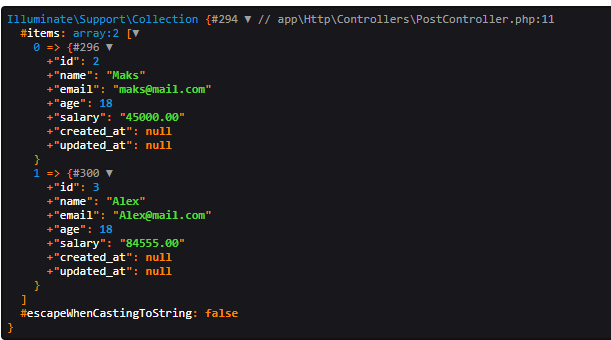 Illuminate\Support\Collection {#294 ▼ // app\Http\Controllers\PostController.php:11
  #items: array:2 [▼
    0 => {#296 ▼
      +"id": 2
      +"name": "Maks"
      +"email": "maks@mail.com"
      +"age": 18
      +"salary": "45000.00"
      +"created_at": null
      +"updated_at": null
    }
    1 => {#300 ▼
      +"id": 3
      +"name": "Alex"
      +"email": "Alex@mail.com"
      +"age": 18
      +"salary": "84555.00"
      +"created_at": null
      +"updated_at": null
    }
  ]
  #escapeWhenCastingToString: false
}